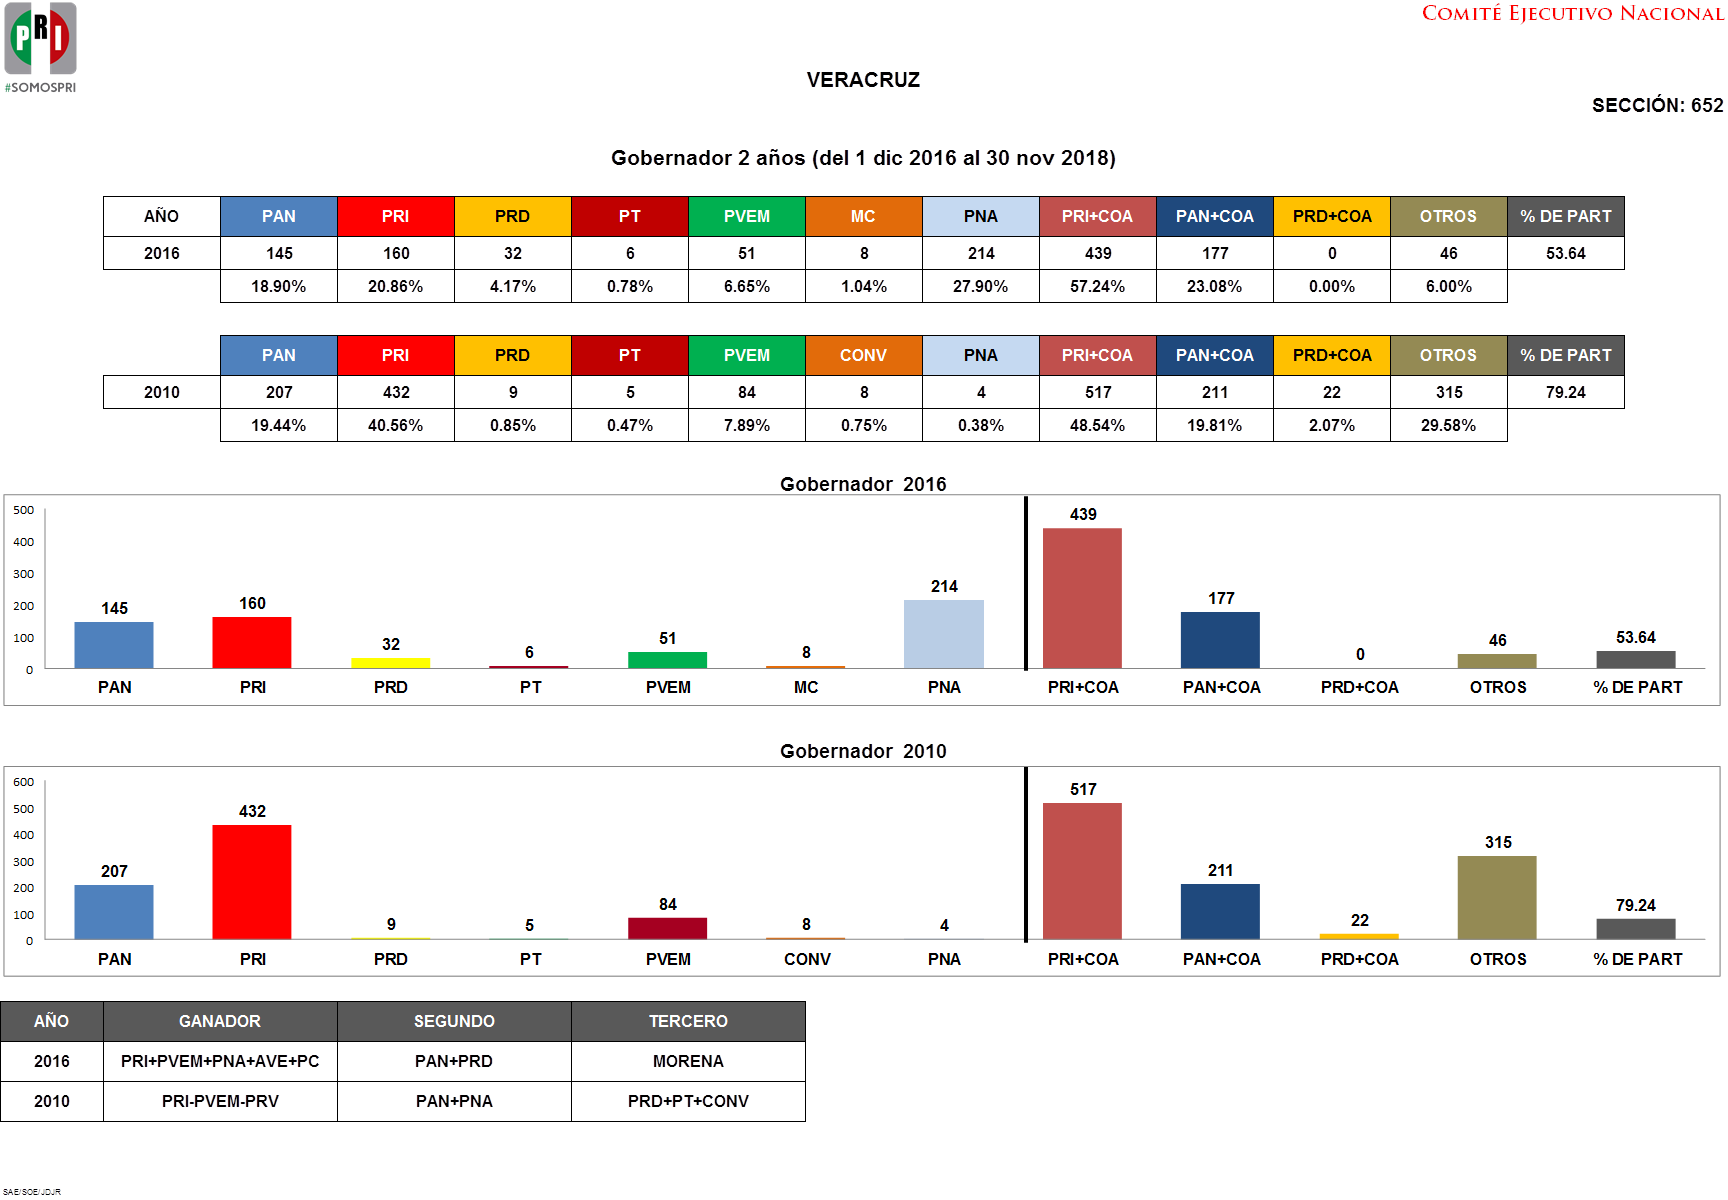 PRI
#SOMOSPRI
COMITÉ EJECUTIVO NACIONAL
VERACRUZ
SECCIÓN: 652
Gobernador 2 años (del 1 dic 2016 al 30 nov 2018)
AÑO PAN PRI PRD PT PVEM MC PNA PRI+COA PAN+COA PRD+COA OTROS % DE PART
2016 145 160 32 6 51 8 214 439 177 0 46 53.64
18.90% 20.86% 4.17% 0.78% 6.65% 1.04% 27.90% 57.24% 23.08% 0.00% 6.00%
PAN PRI PRD PT PVEM CONV PNA PRI+COA PAN+COA PRD+COA OTROS % DE PART
2010 207 432 9 5 84 8 4 517 211 22 315 79.24
19.44% 40.56% 0.85% 0.47% 7.89% 0.75% 0.38% 48.54% 19.81% 2.07% 29.58%
Gobernador 2016
500
400
300
200
100
0
145 160 32 6 51 8 214 439 177 0 46 53.64
PAN PRI PRD PT PVEM MC PNA PRI+COA PAN+COA PRD+COA OTROS % DE PART
Gobernador 2010
600
500
400
300
200
100
0
207 432 9 5 84 8 4 517 211 22 315 79.24
PAN PRI PRD PT PVEM CONV PNA PRI+COA PAN+COA PRD+COA OTROS % DE PART
AÑO GANADOR SEGUNDO TERCERO
2016 PRI+PVEM+PNA+AVE+PC PAN+PRD MORENA
2010 PRI-PVEM-PRV PAN+PNA PRD+PT+CONV
SAE/SOE/JDJR